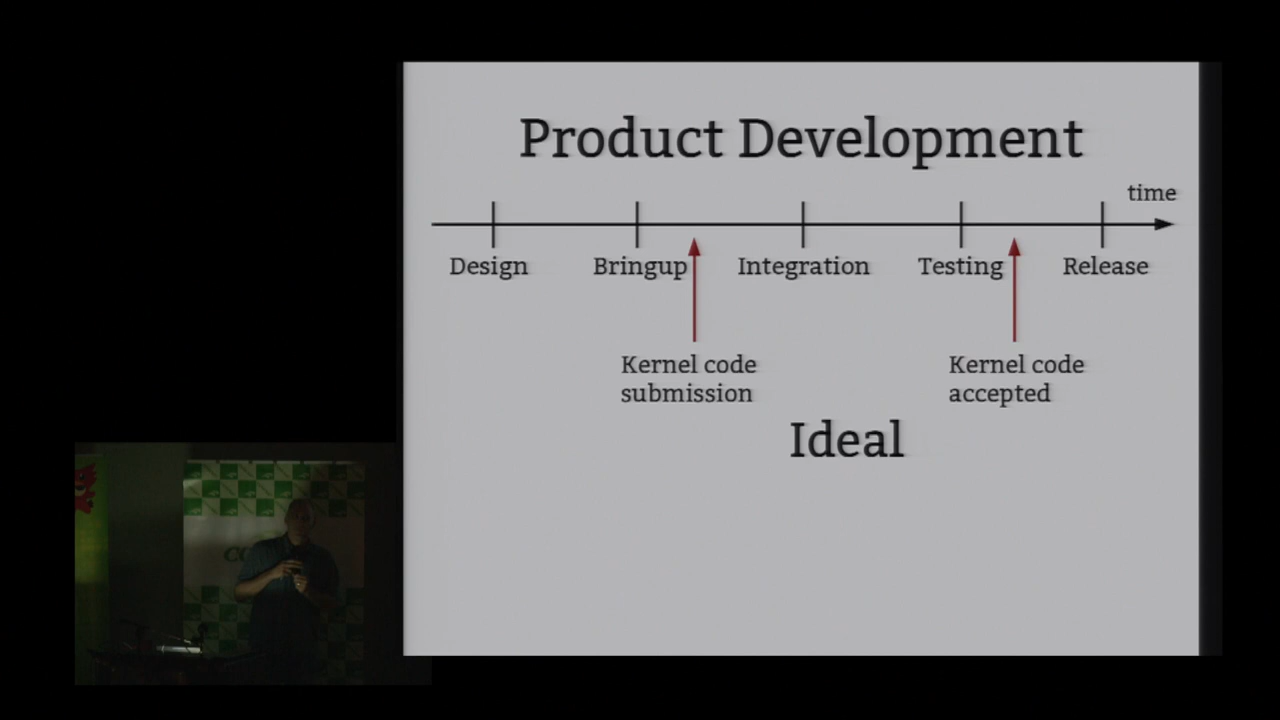 Product Development
time
Design Bringup Integration Testing Release
Kernel code
submission
Kernel code
accepted
Ideal